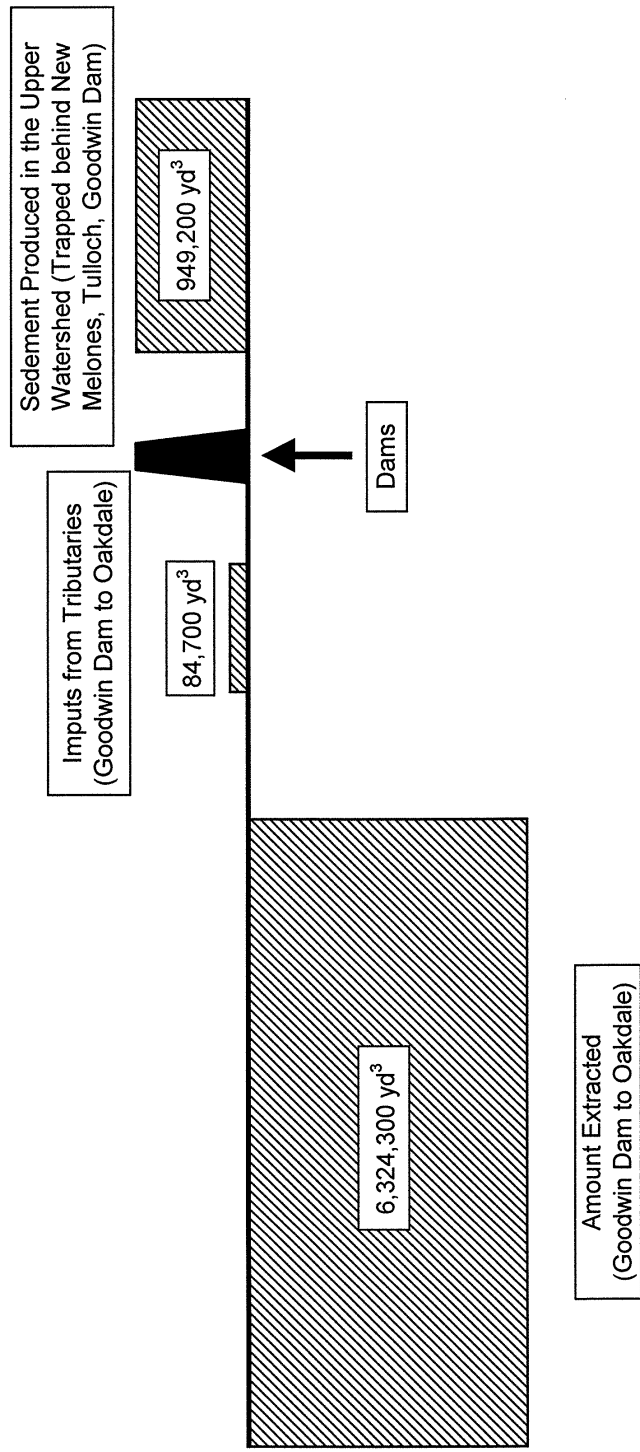 Sedement Produced in the Upper
Watershed (Trapped behind New
Melones, Tulloch, Goodwin Dam)
949,200 yd³
Imputs from Tributaries
(Goodwin Dam to Oakdale)
84,700 yd³
Dams
6,324,300 yd³
Amount Extracted
(Goodwin Dam to Oakdale)